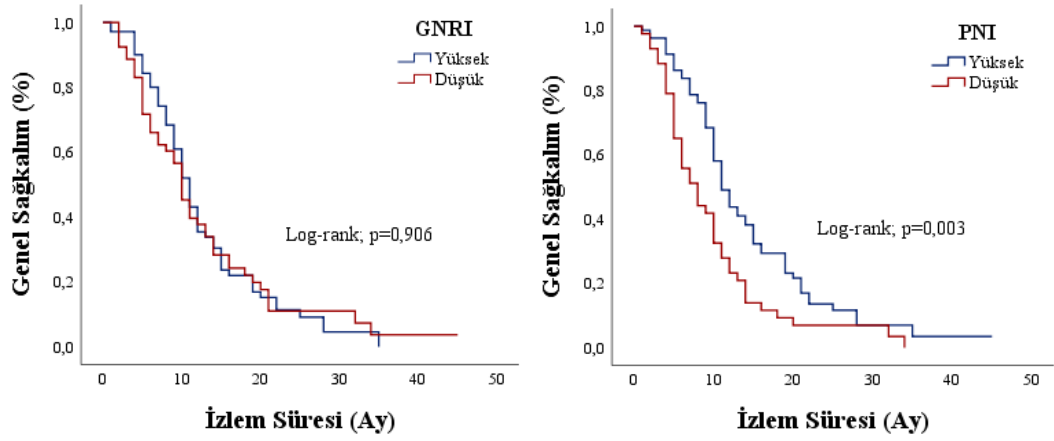 GNRI
Yüksek
Düşük
Genel Sağkalım (%)
1,0
0,8
0,6
0,4
0,2
0,0
Log-rank; p=0,906
0 10 20 30 40 50
İzlem Süresi (Ay)
PNI
Yüksek
Düşük
Genel Sağkalım (%)
1,0
0,8
0,6
0,4
0,2
0,0
Log-rank; p=0,003
0 10 20 30 40 50
İzlem Süresi (Ay)